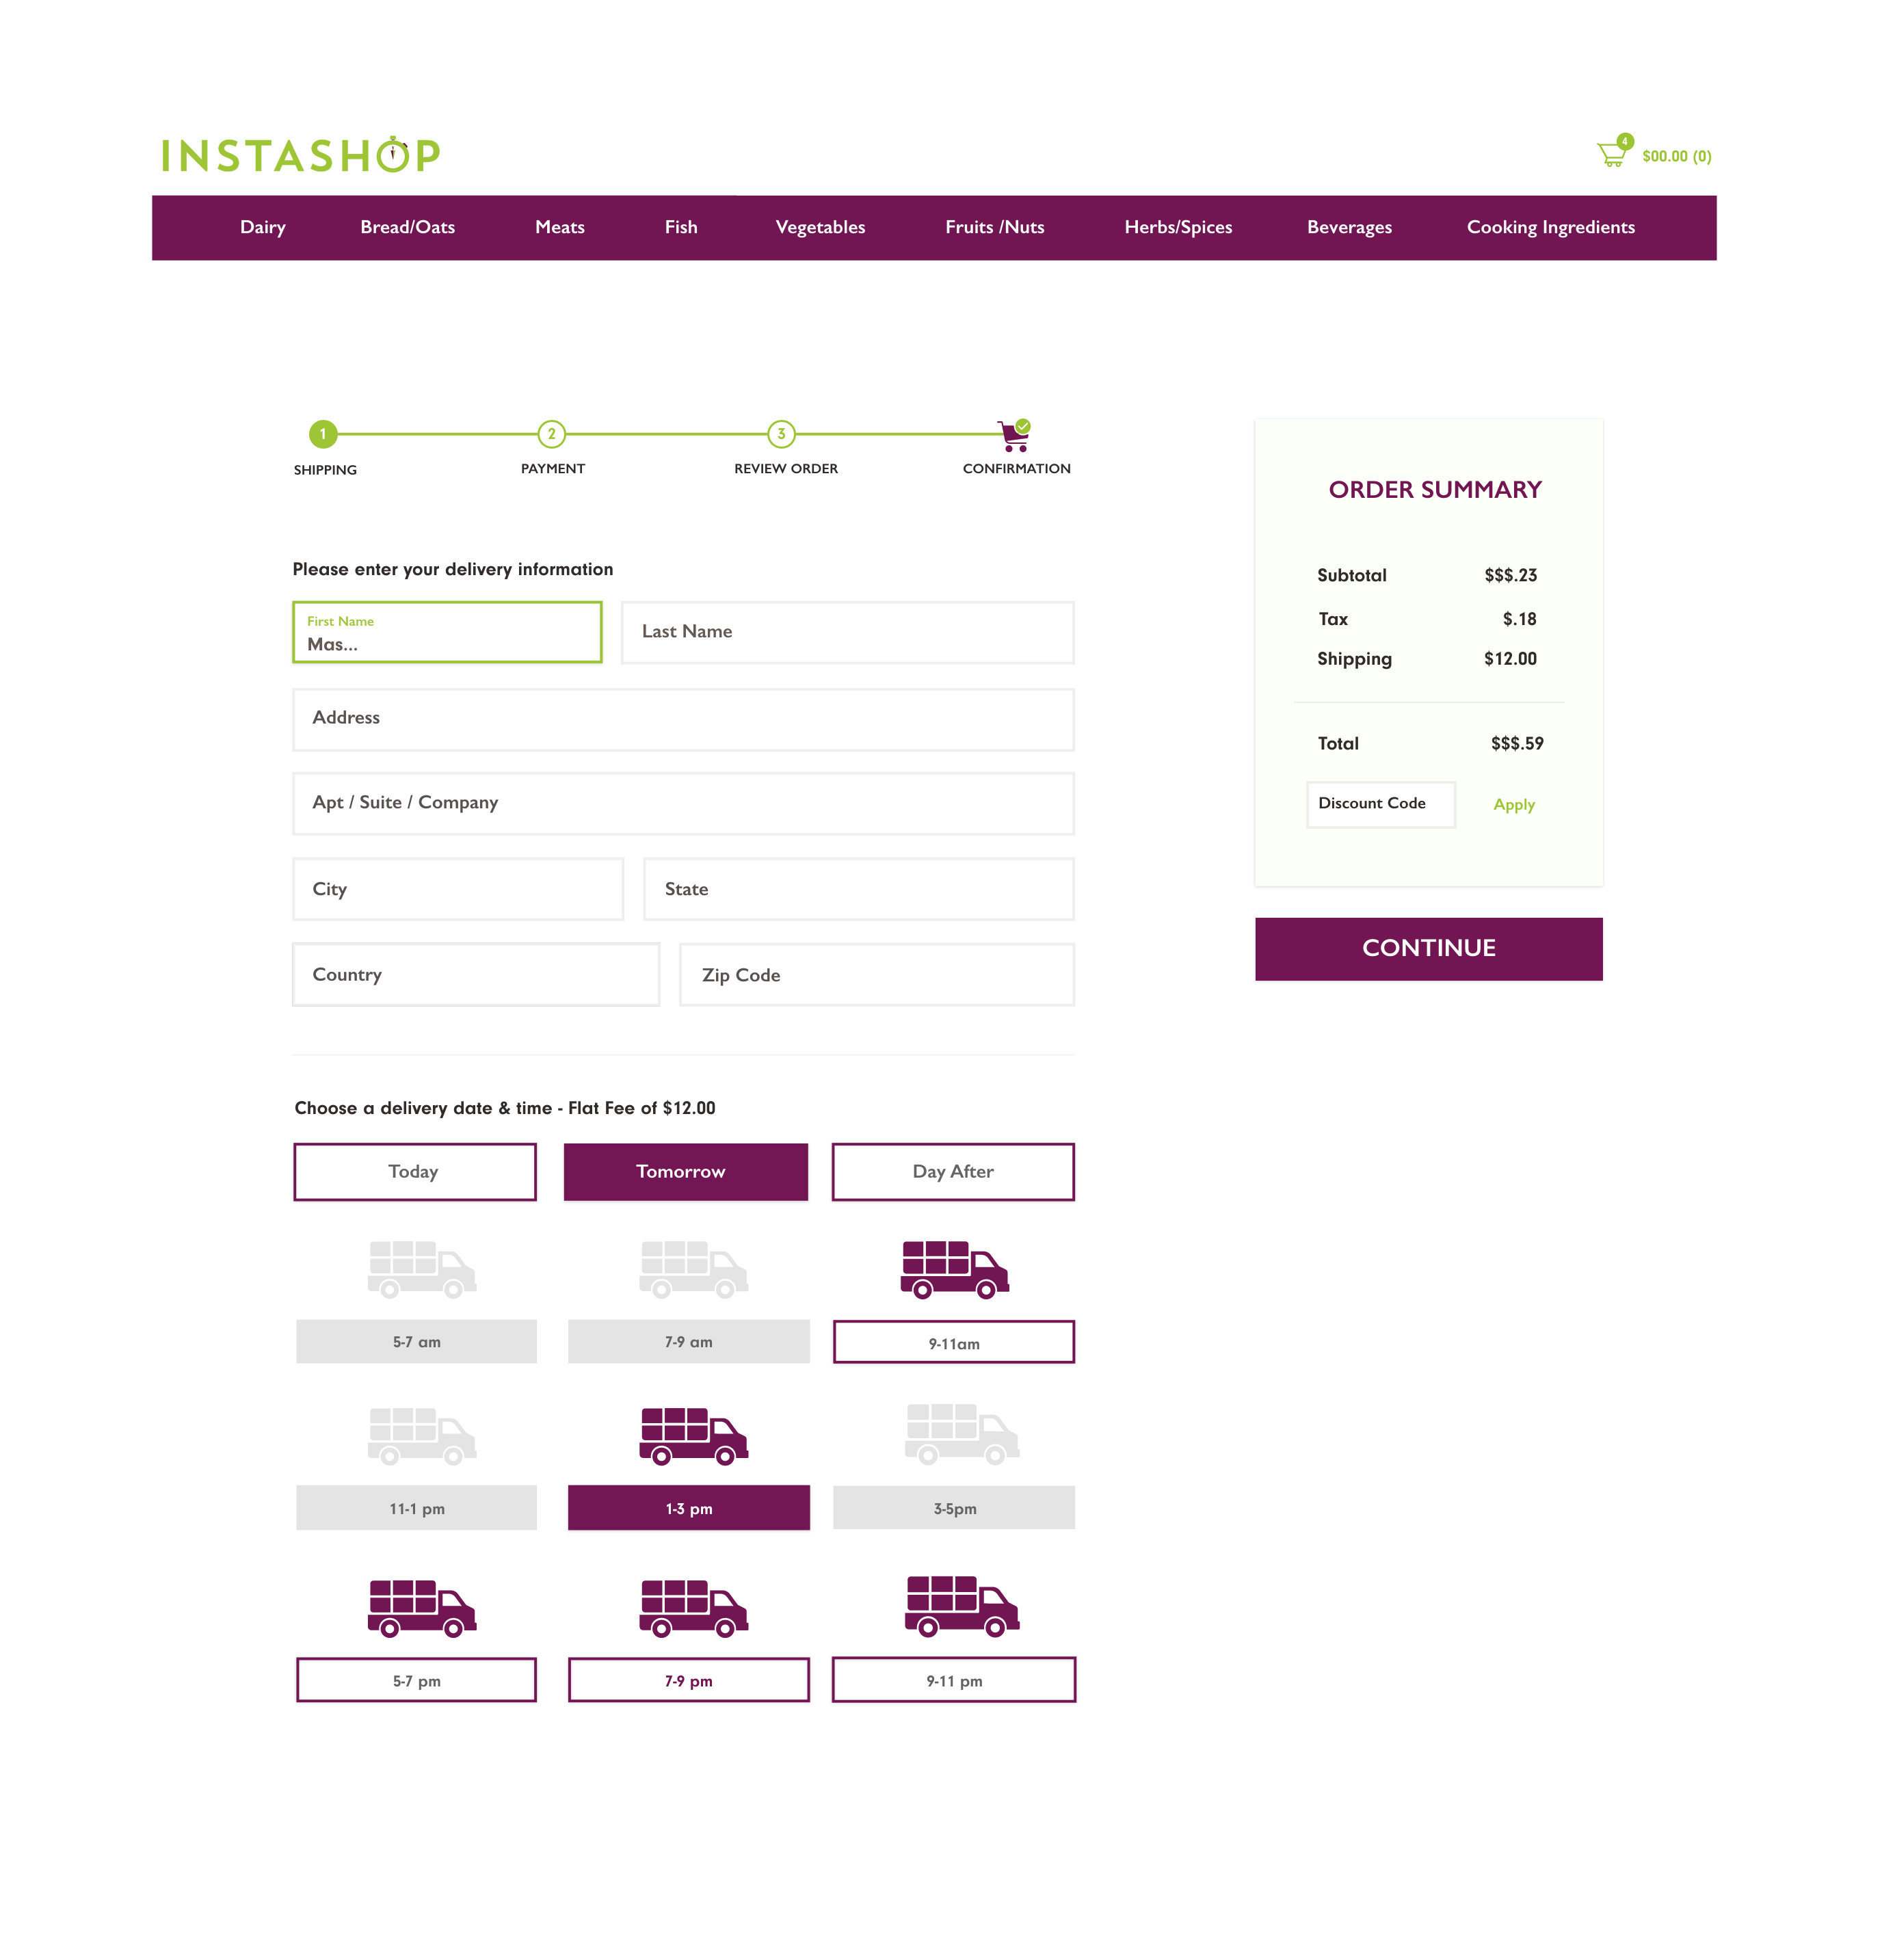 INSTASHOP
4
$00.00 (0)
Dairy Bread/Oats Meats Fish Vegetables Fruits /Nuts Herbs/Spices Beverages Cooking Ingredients
1 2 3
SHIPPING PAYMENT REVIEW ORDER CONFIRMATION
Please enter your delivery information
First Name
Mas...
Last Name
Address
Apt / Suite / Company
City State
Country Zip Code
ORDER SUMMARY
Subtotal $$$.23
Tax $.18
Shipping $12.00
Total $$$.59
Discount Code Apply
CONTINUE
Choose a delivery date & time - Flat Fee of $12.00
Today Tomorrow Day After
5-7 am 7-9 am 9-11am
11-1 pm 1-3 pm 3-5pm
5-7 pm 7-9 pm 9-11 pm